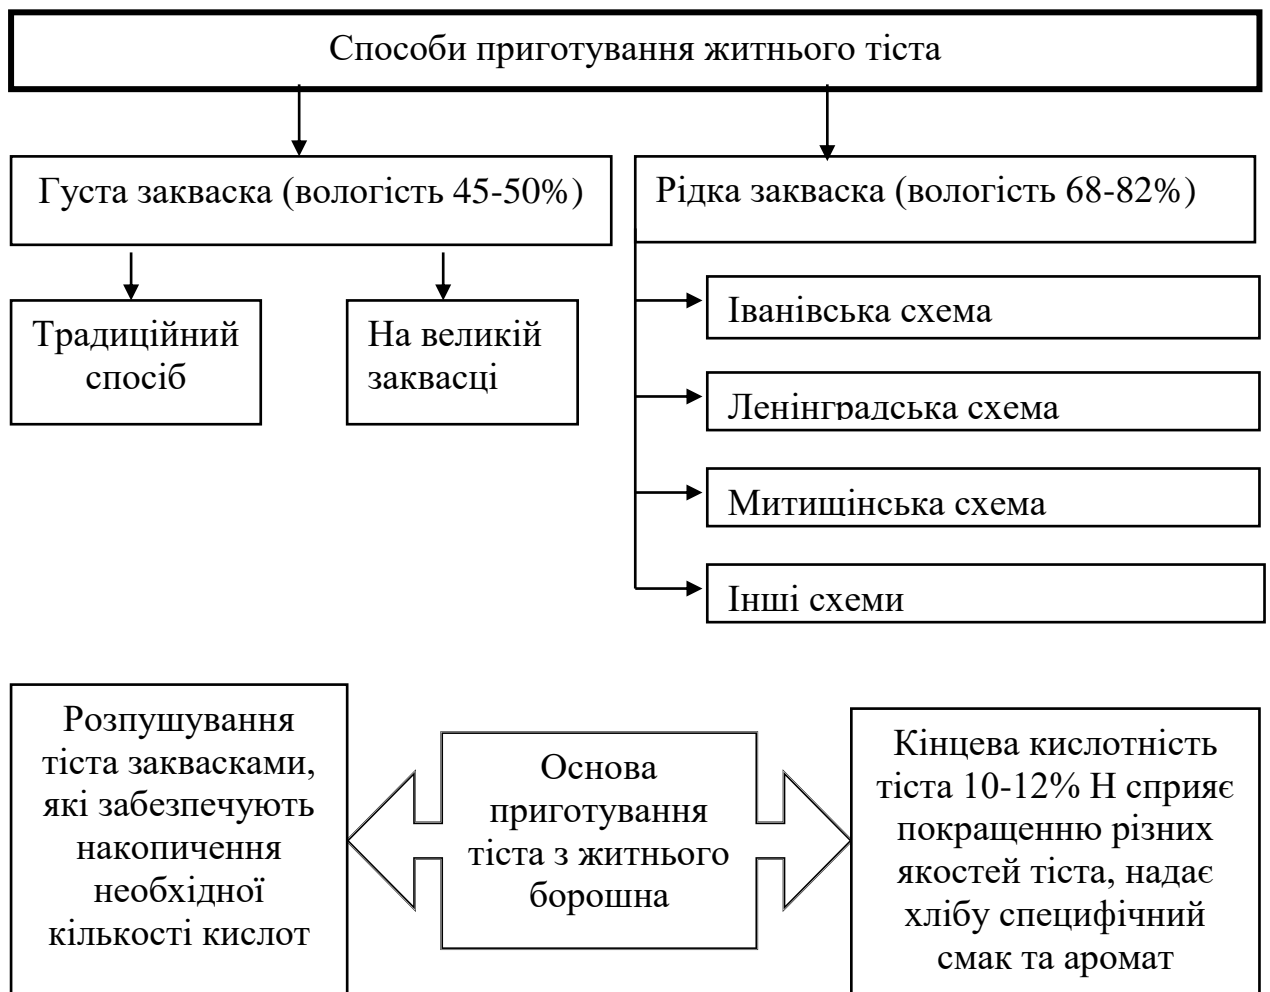 Способи приготування житнього тіста
Густа закваска (вологість 45-50%)
Рідка закваска (вологість 68-82%)
Традиційний
спосіб
На великій
заквасці
Іванівська схема
Ленінградська схема
Митищінська схема
Інші схеми
Розпушування
тіста заквасками,
які забезпечують
накопичення
необхідної
кількості кислот
Основа
приготування
тіста з житнього
борошна
Кінцева кислотність
тіста 10-12% Н сприяє
покращенню різних
якостей тіста, надає
хлібу специфічний
смак та аромат